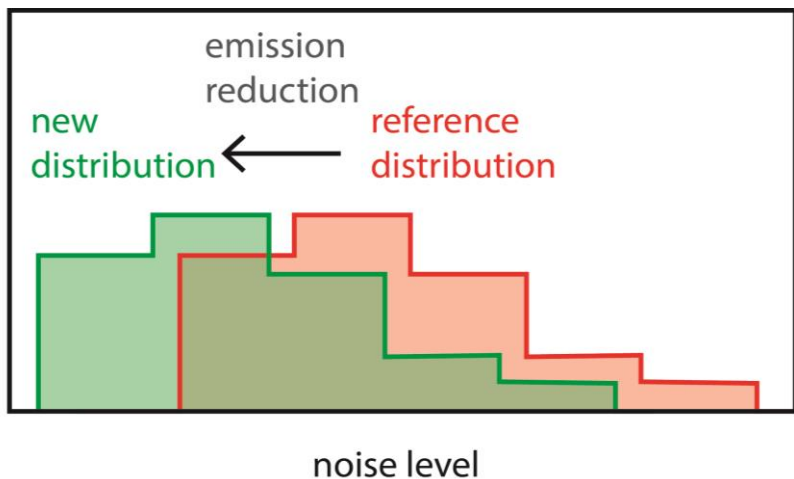 emission
reduction
new
distribution
reference
distribution
noise level